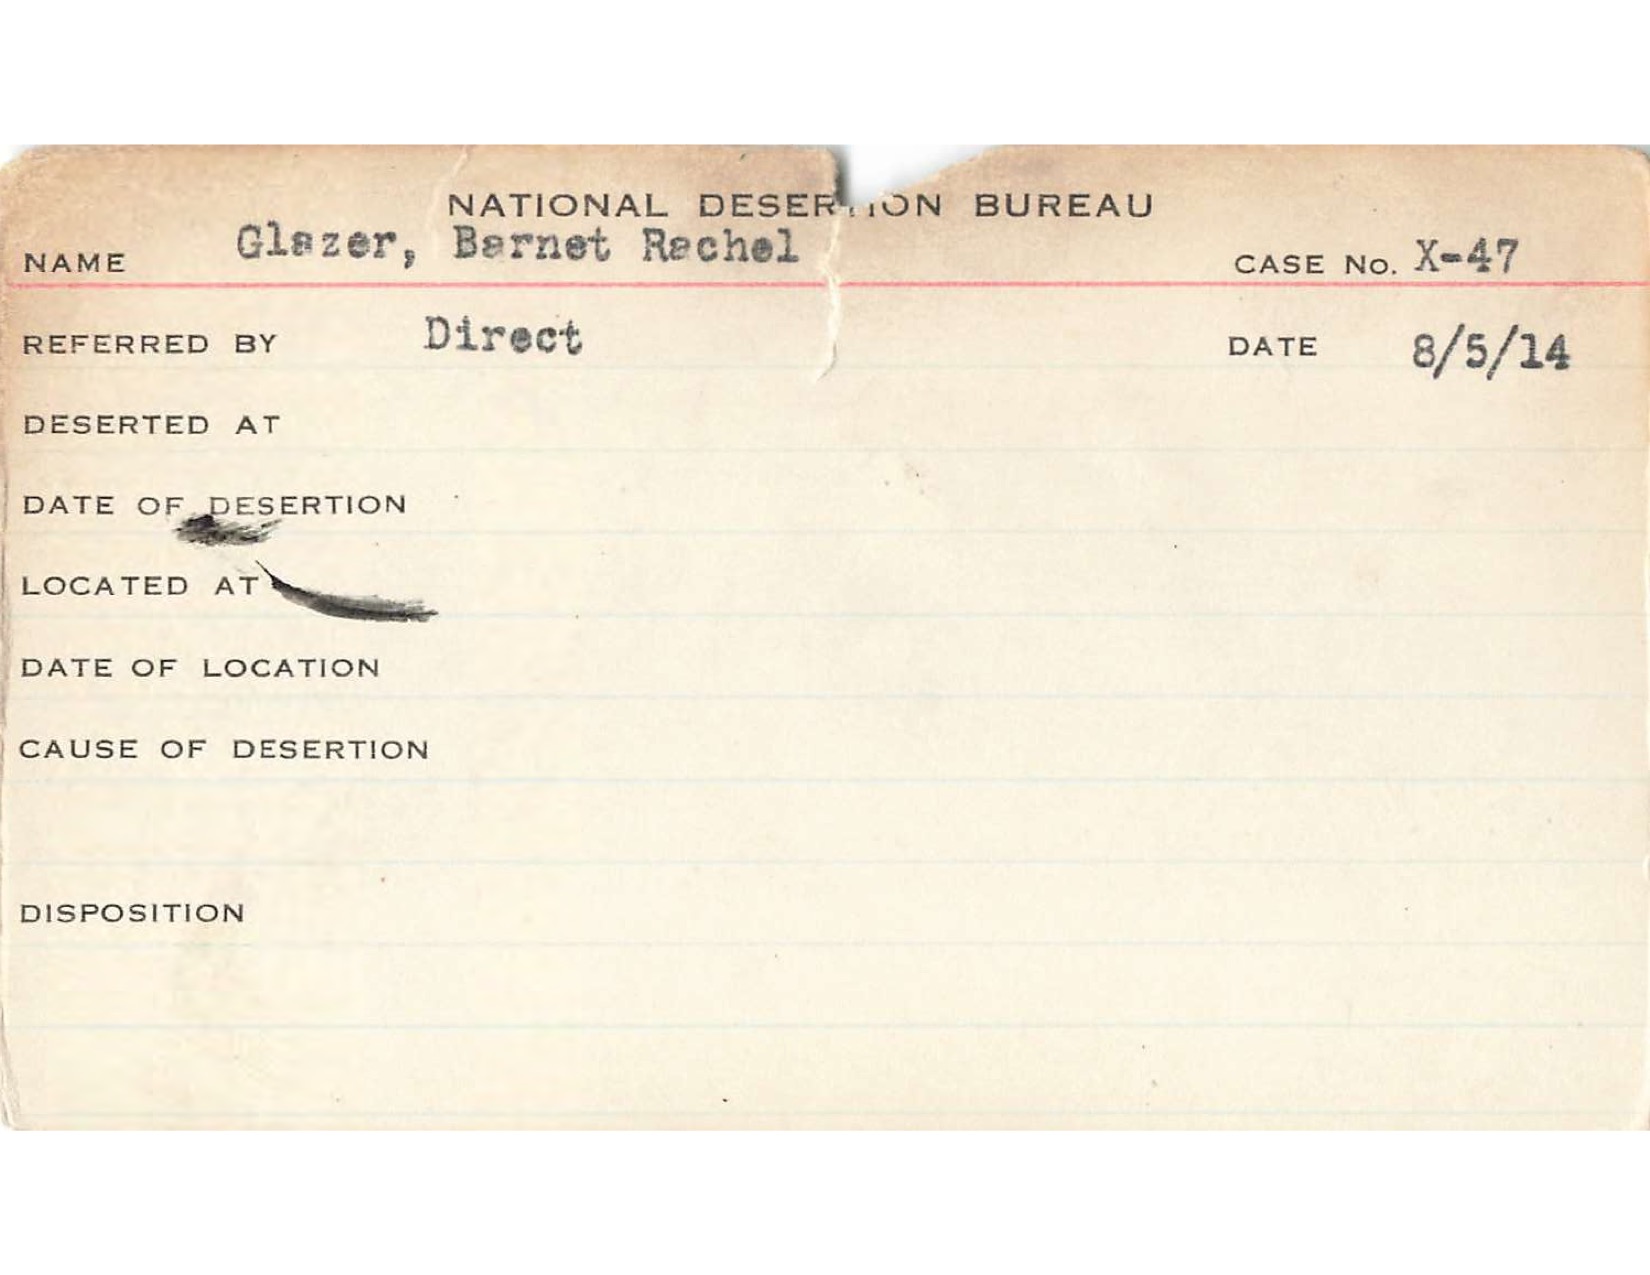 NATIONAL DESERTION BUREAU
NAME Glazer, Barnet Rachel CASE No. X-47
REFERRED BY Direct DATE 8/5/14
DESERTED AT
DATE OF DESERTION
LOCATED AT
DATE OF LOCATION
CAUSE OF DESERTION
DISPOSITION